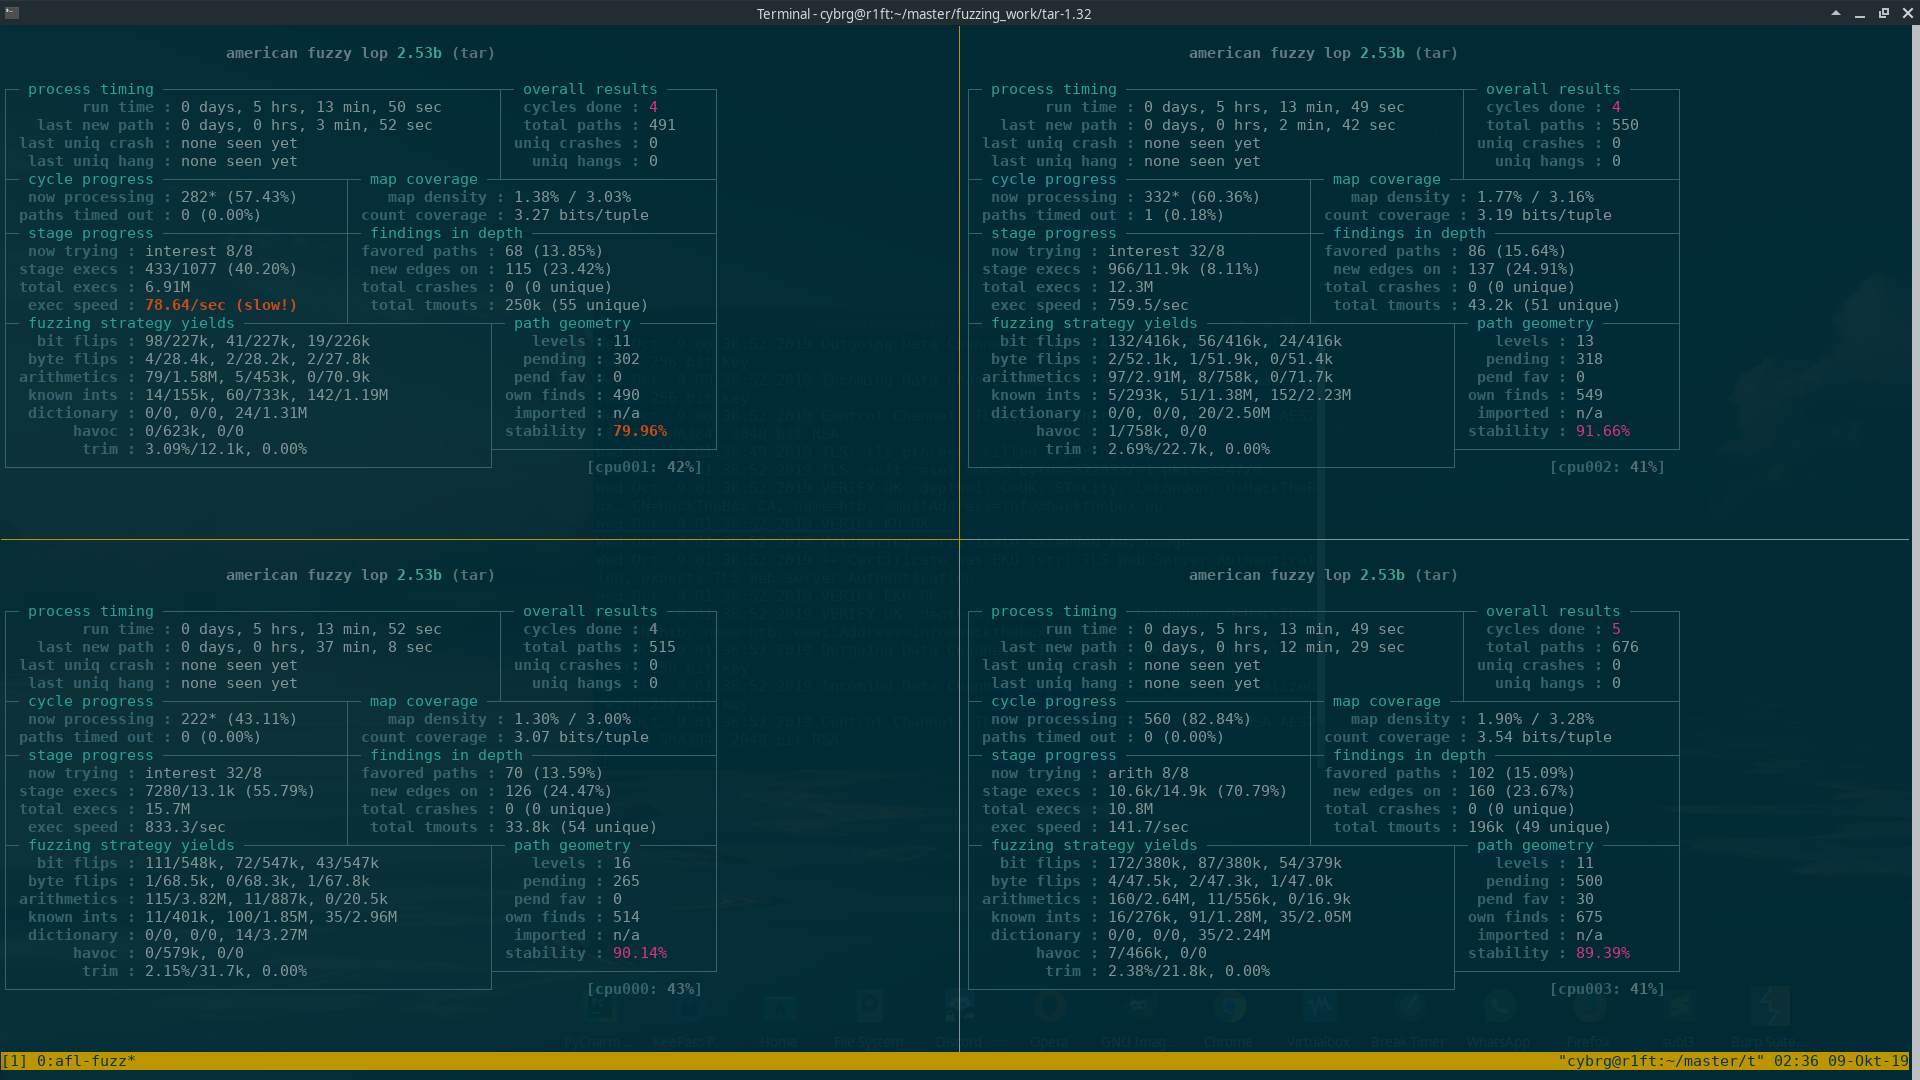 Terminal - cybrg@r1ft:~/master/fuzzing_work/tar-1.32
american fuzzy lop 2.53b (tar)
process timing
run time : 0 days, 5 hrs, 13 min, 50 sec
last new path : 0 days, 0 hrs, 3 min, 52 sec
last uniq crash : none seen yet
last uniq hang : none seen yet
overall results
cycles done : 4
total paths : 491
uniq crashes : 0
uniq hangs : 0
cycle progress
now processing : 282* (57.43%)
paths timed out : 0 (0.00%)
map coverage
map density : 1.38% / 3.03%
count coverage : 3.27 bits/tuple
stage progress
now trying : interest 8/8
stage execs : 433/1077 (40.20%)
total execs : 6.91M
exec speed : 78.64/sec (slow!)
findings in depth
favored paths : 68 (13.85%)
new edges on : 115 (23.42%)
total crashes : 0 (0 unique)
total tmouts : 250k (55 unique)
fuzzing strategy yields
bit flips : 98/227k, 41/227k, 19/226k
byte flips : 4/28.4k, 2/28.2k, 2/27.8k
arithmetics : 79/1.58M, 5/453k, 0/70.9k
known ints : 14/155k, 60/733k, 142/1.19M
dictionary : 0/0, 0/0, 24/1.31M
havoc : 0/623k, 0/0
trim : 3.09%/12.1k, 0.00%
path geometry
levels : 11
pending : 302
pend fav : 0
own finds : 490
imported : n/a
stability : 79.96%
[cpu001: 42%]
american fuzzy lop 2.53b (tar)
process timing
run time : 0 days, 5 hrs, 13 min, 49 sec
last new path : 0 days, 0 hrs, 2 min, 42 sec
last uniq crash : none seen yet
last uniq hang : none seen yet
overall results
cycles done : 4
total paths : 550
uniq crashes : 0
uniq hangs : 0
cycle progress
now processing : 332* (60.36%)
paths timed out : 1 (0.18%)
map coverage
map density : 1.77% / 3.16%
count coverage : 3.19 bits/tuple
stage progress
now trying : interest 32/8
stage execs : 966/11.9k (8.11%)
total execs : 12.3M
exec speed : 759.5/sec
findings in depth
favored paths : 86 (15.64%)
new edges on : 137 (24.91%)
total crashes : 0 (0 unique)
total tmouts : 43.2k (51 unique)
fuzzing strategy yields
bit flips : 132/416k, 56/416k, 24/416k
byte flips : 2/52.1k, 1/51.9k, 0/51.4k
arithmetics : 97/2.91M, 8/758k, 0/71.7k
known ints : 5/293k, 51/1.38M, 152/2.23M
dictionary : 0/0, 0/0, 20/2.50M
havoc : 1/758k, 0/0
trim : 2.69%/22.7k, 0.00%
path geometry
levels : 13
pending : 318
pend fav : 0
own finds : 549
imported : n/a
stability : 91.66%
[cpu002: 41%]
american fuzzy lop 2.53b (tar)
process timing
run time : 0 days, 5 hrs, 13 min, 52 sec
last new path : 0 days, 0 hrs, 37 min, 8 sec
last uniq crash : none seen yet
last uniq hang : none seen yet
overall results
cycles done : 4
total paths : 515
uniq crashes : 0
uniq hangs : 0
cycle progress
now processing : 222* (43.11%)
paths timed out : 0 (0.00%)
map coverage
map density : 1.30% / 3.00%
count coverage : 3.07 bits/tuple
stage progress
now trying : interest 32/8
stage execs : 7280/13.1k (55.79%)
total execs : 15.7M
exec speed : 833.3/sec
findings in depth
favored paths : 70 (13.59%)
new edges on : 126 (24.47%)
total crashes : 0 (0 unique)
total tmouts : 33.8k (54 unique)
fuzzing strategy yields
bit flips : 111/548k, 72/547k, 43/547k
byte flips : 1/68.5k, 0/68.3k, 1/67.8k
arithmetics : 115/3.82M, 11/887k, 0/20.5k
known ints : 11/401k, 100/1.85M, 35/2.96M
dictionary : 0/0, 0/0, 14/3.27M
havoc : 0/579k, 0/0
trim : 2.15%/31.7k, 0.00%
path geometry
levels : 16
pending : 265
pend fav : 0
own finds : 514
imported : n/a
stability : 90.14%
[cpu000: 43%]
american fuzzy lop 2.53b (tar)
process timing
run time : 0 days, 5 hrs, 13 min, 49 sec
last new path : 0 days, 0 hrs, 12 min, 29 sec
last uniq crash : none seen yet
last uniq hang : none seen yet
overall results
cycles done : 5
total paths : 676
uniq crashes : 0
uniq hangs : 0
cycle progress
now processing : 560 (82.84%)
paths timed out : 0 (0.00%)
map coverage
map density : 1.90% / 3.28%
count coverage : 3.54 bits/tuple
stage progress
now trying : arith 8/8
stage execs : 10.6k/14.9k (70.79%)
total execs : 10.8M
exec speed : 141.7/sec
findings in depth
favored paths : 102 (15.09%)
new edges on : 160 (23.67%)
total crashes : 0 (0 unique)
total tmouts : 196k (49 unique)
fuzzing strategy yields
bit flips : 172/380k, 87/380k, 54/379k
byte flips : 4/47.5k, 2/47.3k, 1/47.0k
arithmetics : 160/2.64M, 11/556k, 0/16.9k
known ints : 16/276k, 91/1.28M, 35/2.05M
dictionary : 0/0, 0/0, 35/2.24M
havoc : 7/466k, 0/0
trim : 2.38%/21.8k, 0.00%
path geometry
levels : 11
pending : 500
pend fav : 30
own finds : 675
imported : n/a
stability : 89.39%
[cpu003: 41%]
PyCharm ... KeePass P... Home File System Discord Opera GNU Imag... Chrome Virtualbox Break Timer WhatsApp Firefox subl3 Burp Suite...
[1] 0:afl-fuzz* "cybrg@r1ft:~/master/t" 02:36 09-Okt-19